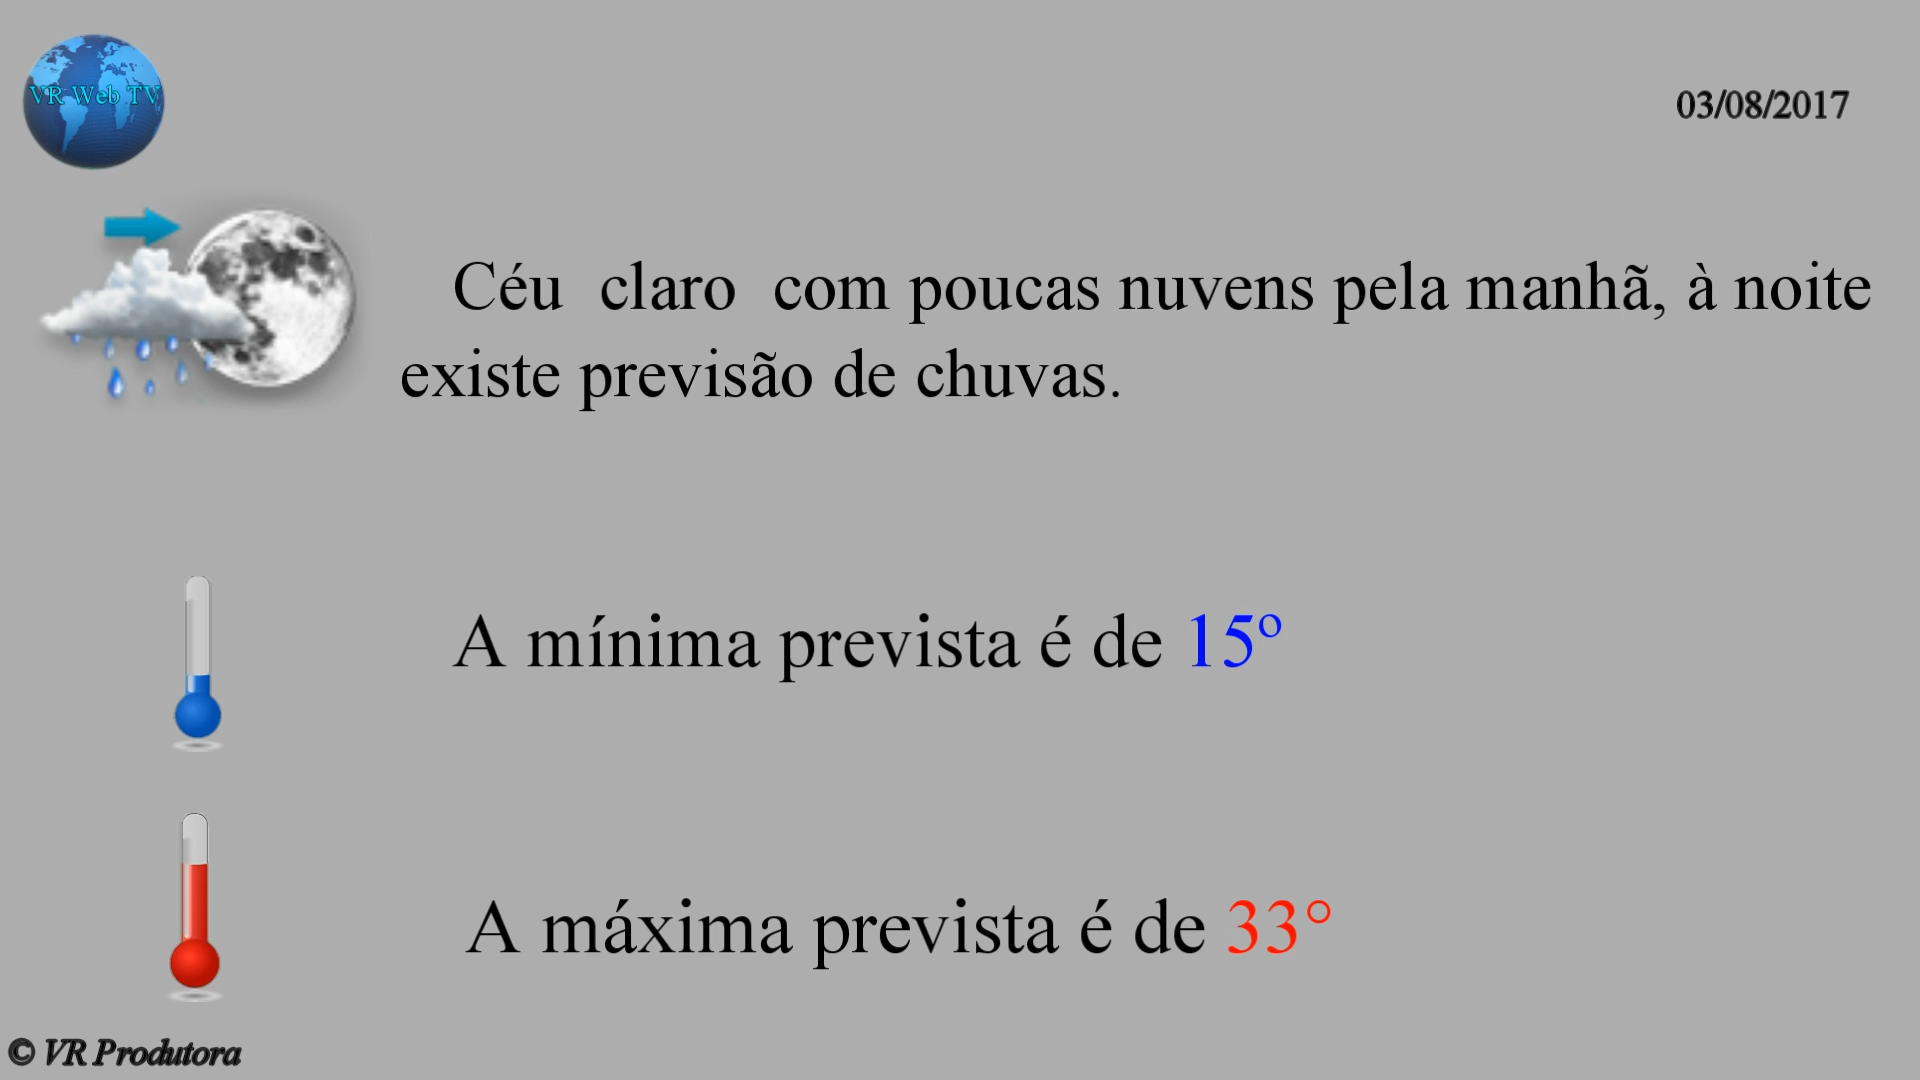 VR Web TV
03/08/2017
Céu claro com poucas nuvens pela manhã, à noite
existe previsão de chuvas.
A mínima prevista é de 15º
A máxima prevista é de 33°
© VR Produtora